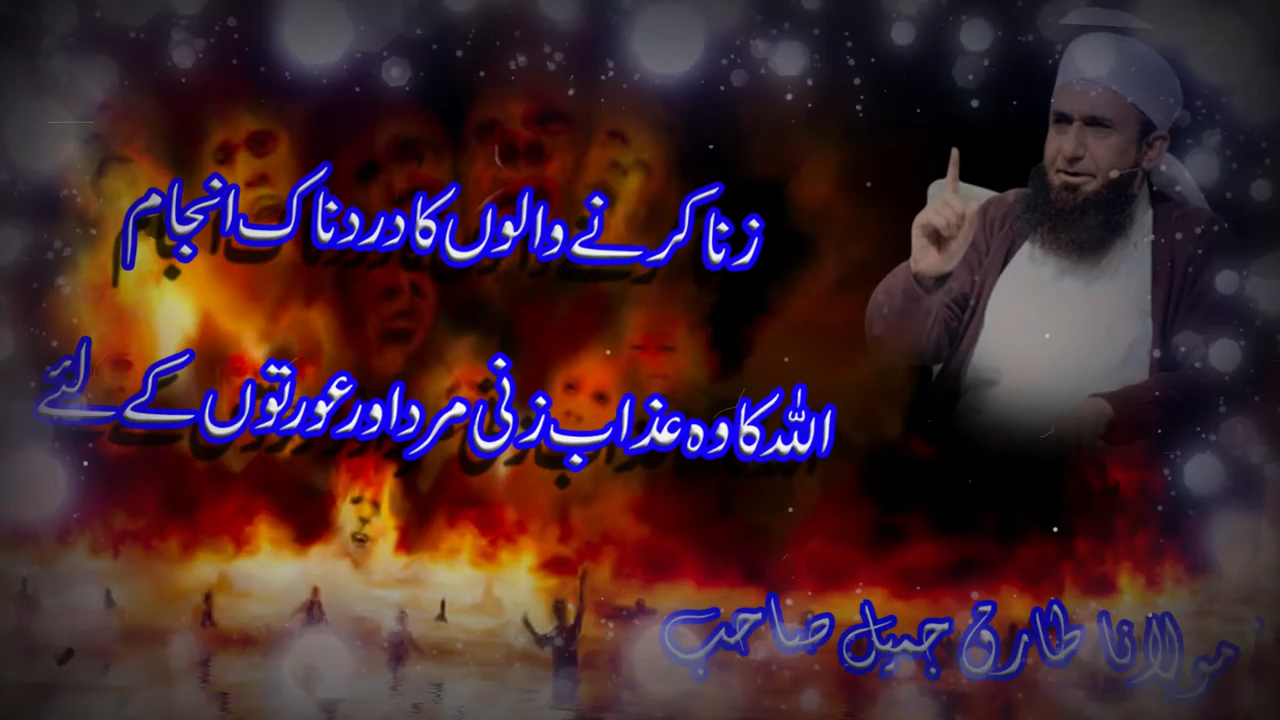 زنا کرنے والوں کا دردناک انجام
اللہ کا وہ عذاب زنی مرد اور عورتوں کے لئے
مولانا طارق جمیل صاحب